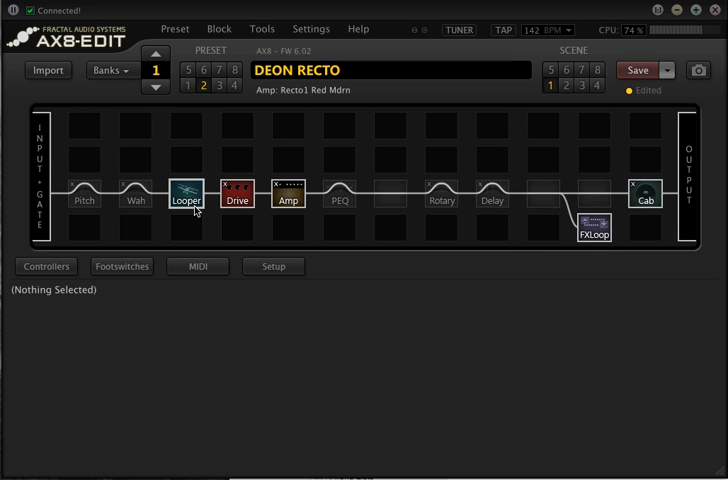 Connected!
FRACTAL AUDIO SYSTEMS
AX8-EDIT
Preset Block Tools Settings Help
TUNER TAP 142 BPM CPU: 74 %
PRESET AX8 - FW 6.02 SCENE
Import Banks 1 5 6 7 8 DEON RECTO 5 6 7 8 Save
1 2 3 4 Amp: Recto1 Red Mdrn 1 2 3 4 Edited
INPUT + GATE
X X X X X
Pitch Wah Looper Drive Amp PEQ Rotary Delay Cab
FXLoop
OUTPUT
Controllers Footswitches MIDI Setup
(Nothing Selected)